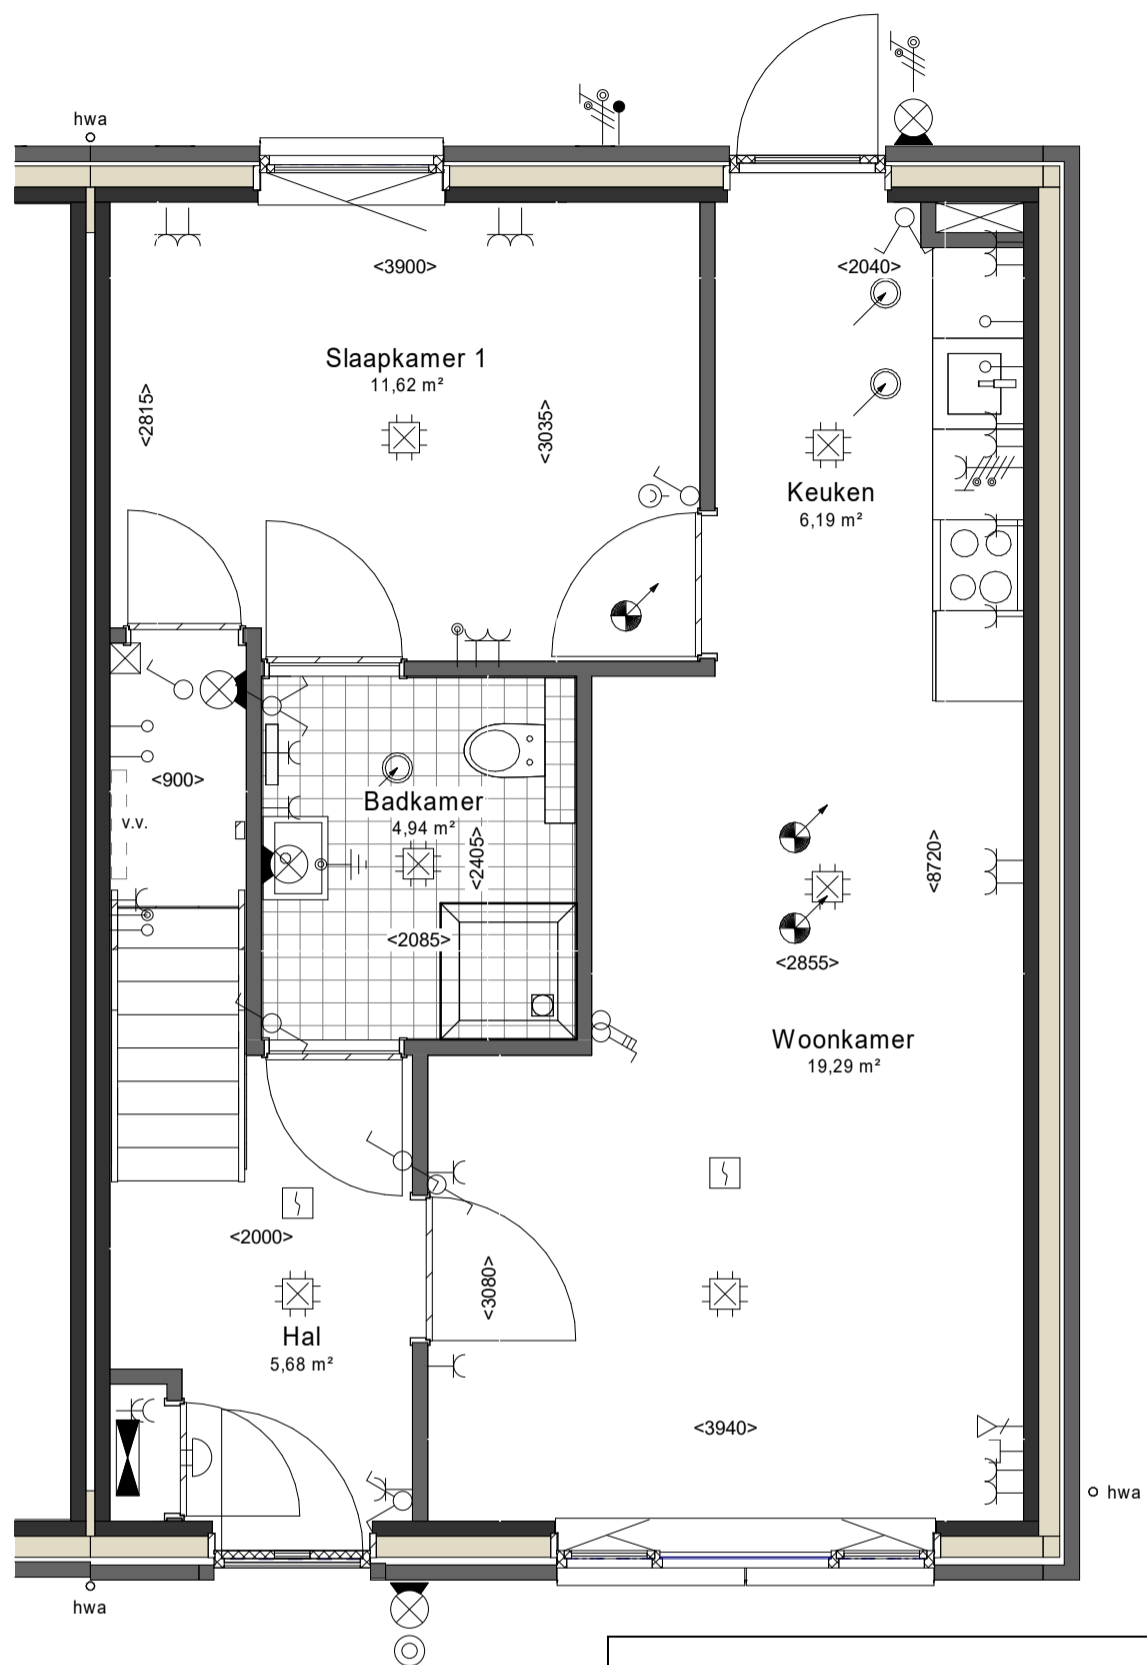 hwa
<3900>
<2040>
Slaapkamer 1
11,62 m²
<2815>
<3035>
Keuken
6,19 m²
<900>
v.v.
Badkamer
4,94 m²
<2405>
<8720>
<2085>
<2855>
Woonkamer
19,29 m²
<2000>
<3080>
Hal
5,68 m²
<3940>
hwa
hwa